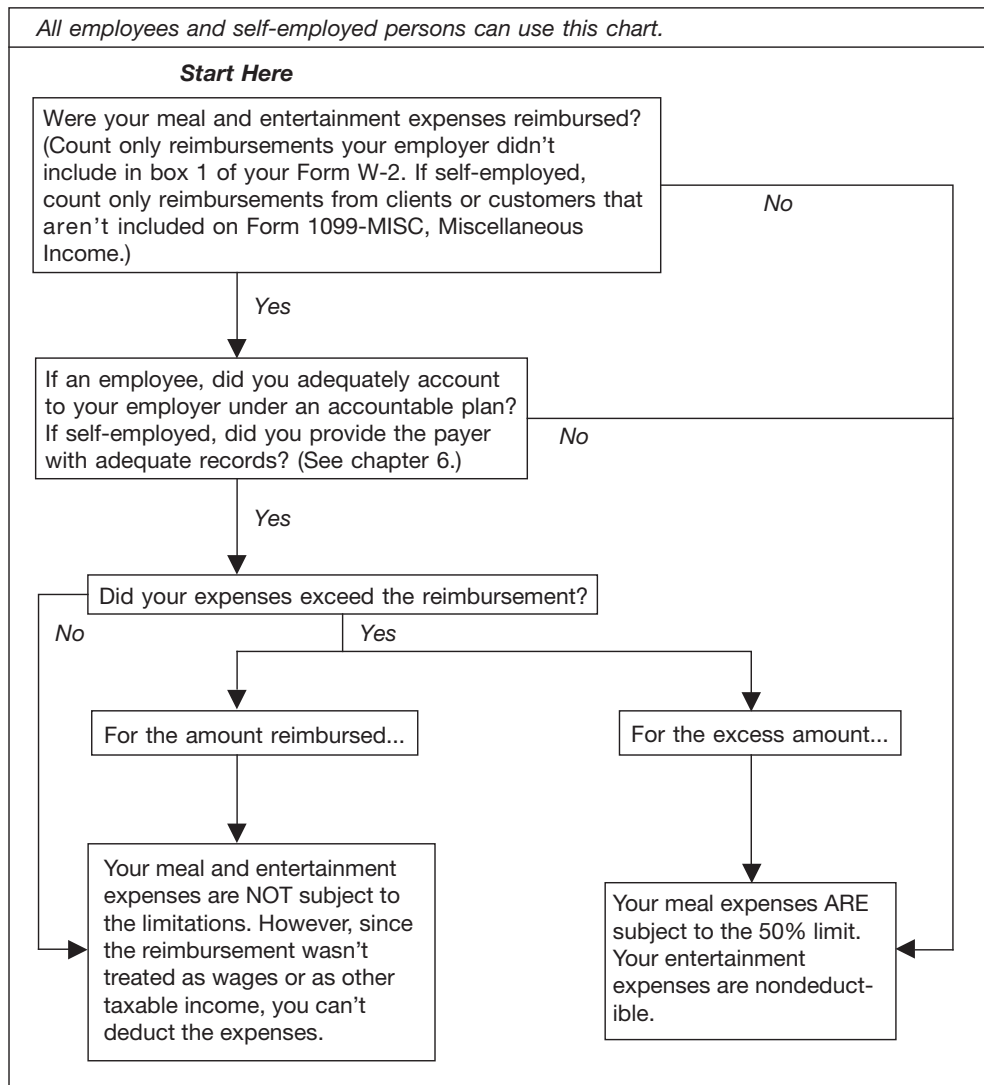 All employees and self-employed persons can use this chart.
Start Here
Were your meal and entertainment expenses reimbursed?
(Count only reimbursements your employer didn't
include in box 1 of your Form W-2. If self-employed,
count only reimbursements from clients or customers that
aren't included on Form 1099-MISC, Miscellaneous
Income.)
No
Yes
If an employee, did you adequately account
to your employer under an accountable plan?
If self-employed, did you provide the payer
with adequate records? (See chapter 6.)
No
Yes
Did your expenses exceed the reimbursement?
No
Yes
For the amount reimbursed...
For the excess amount...
Your meal and entertainment
expenses are NOT subject to
the limitations. However, since
the reimbursement wasn't
treated as wages or as other
taxable income, you can't
deduct the expenses.
Your meal expenses ARE
subject to the 50% limit.
Your entertainment
expenses are nondeduct-
ible.